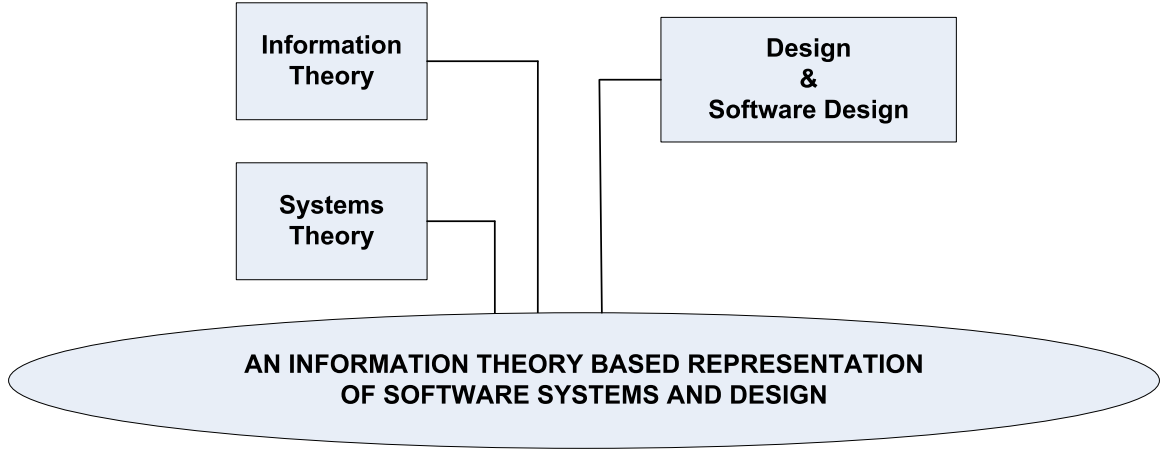 Information
Theory
Design
&
Software Design
Systems
Theory
AN INFORMATION THEORY BASED REPRESENTATION
OF SOFTWARE SYSTEMS AND DESIGN